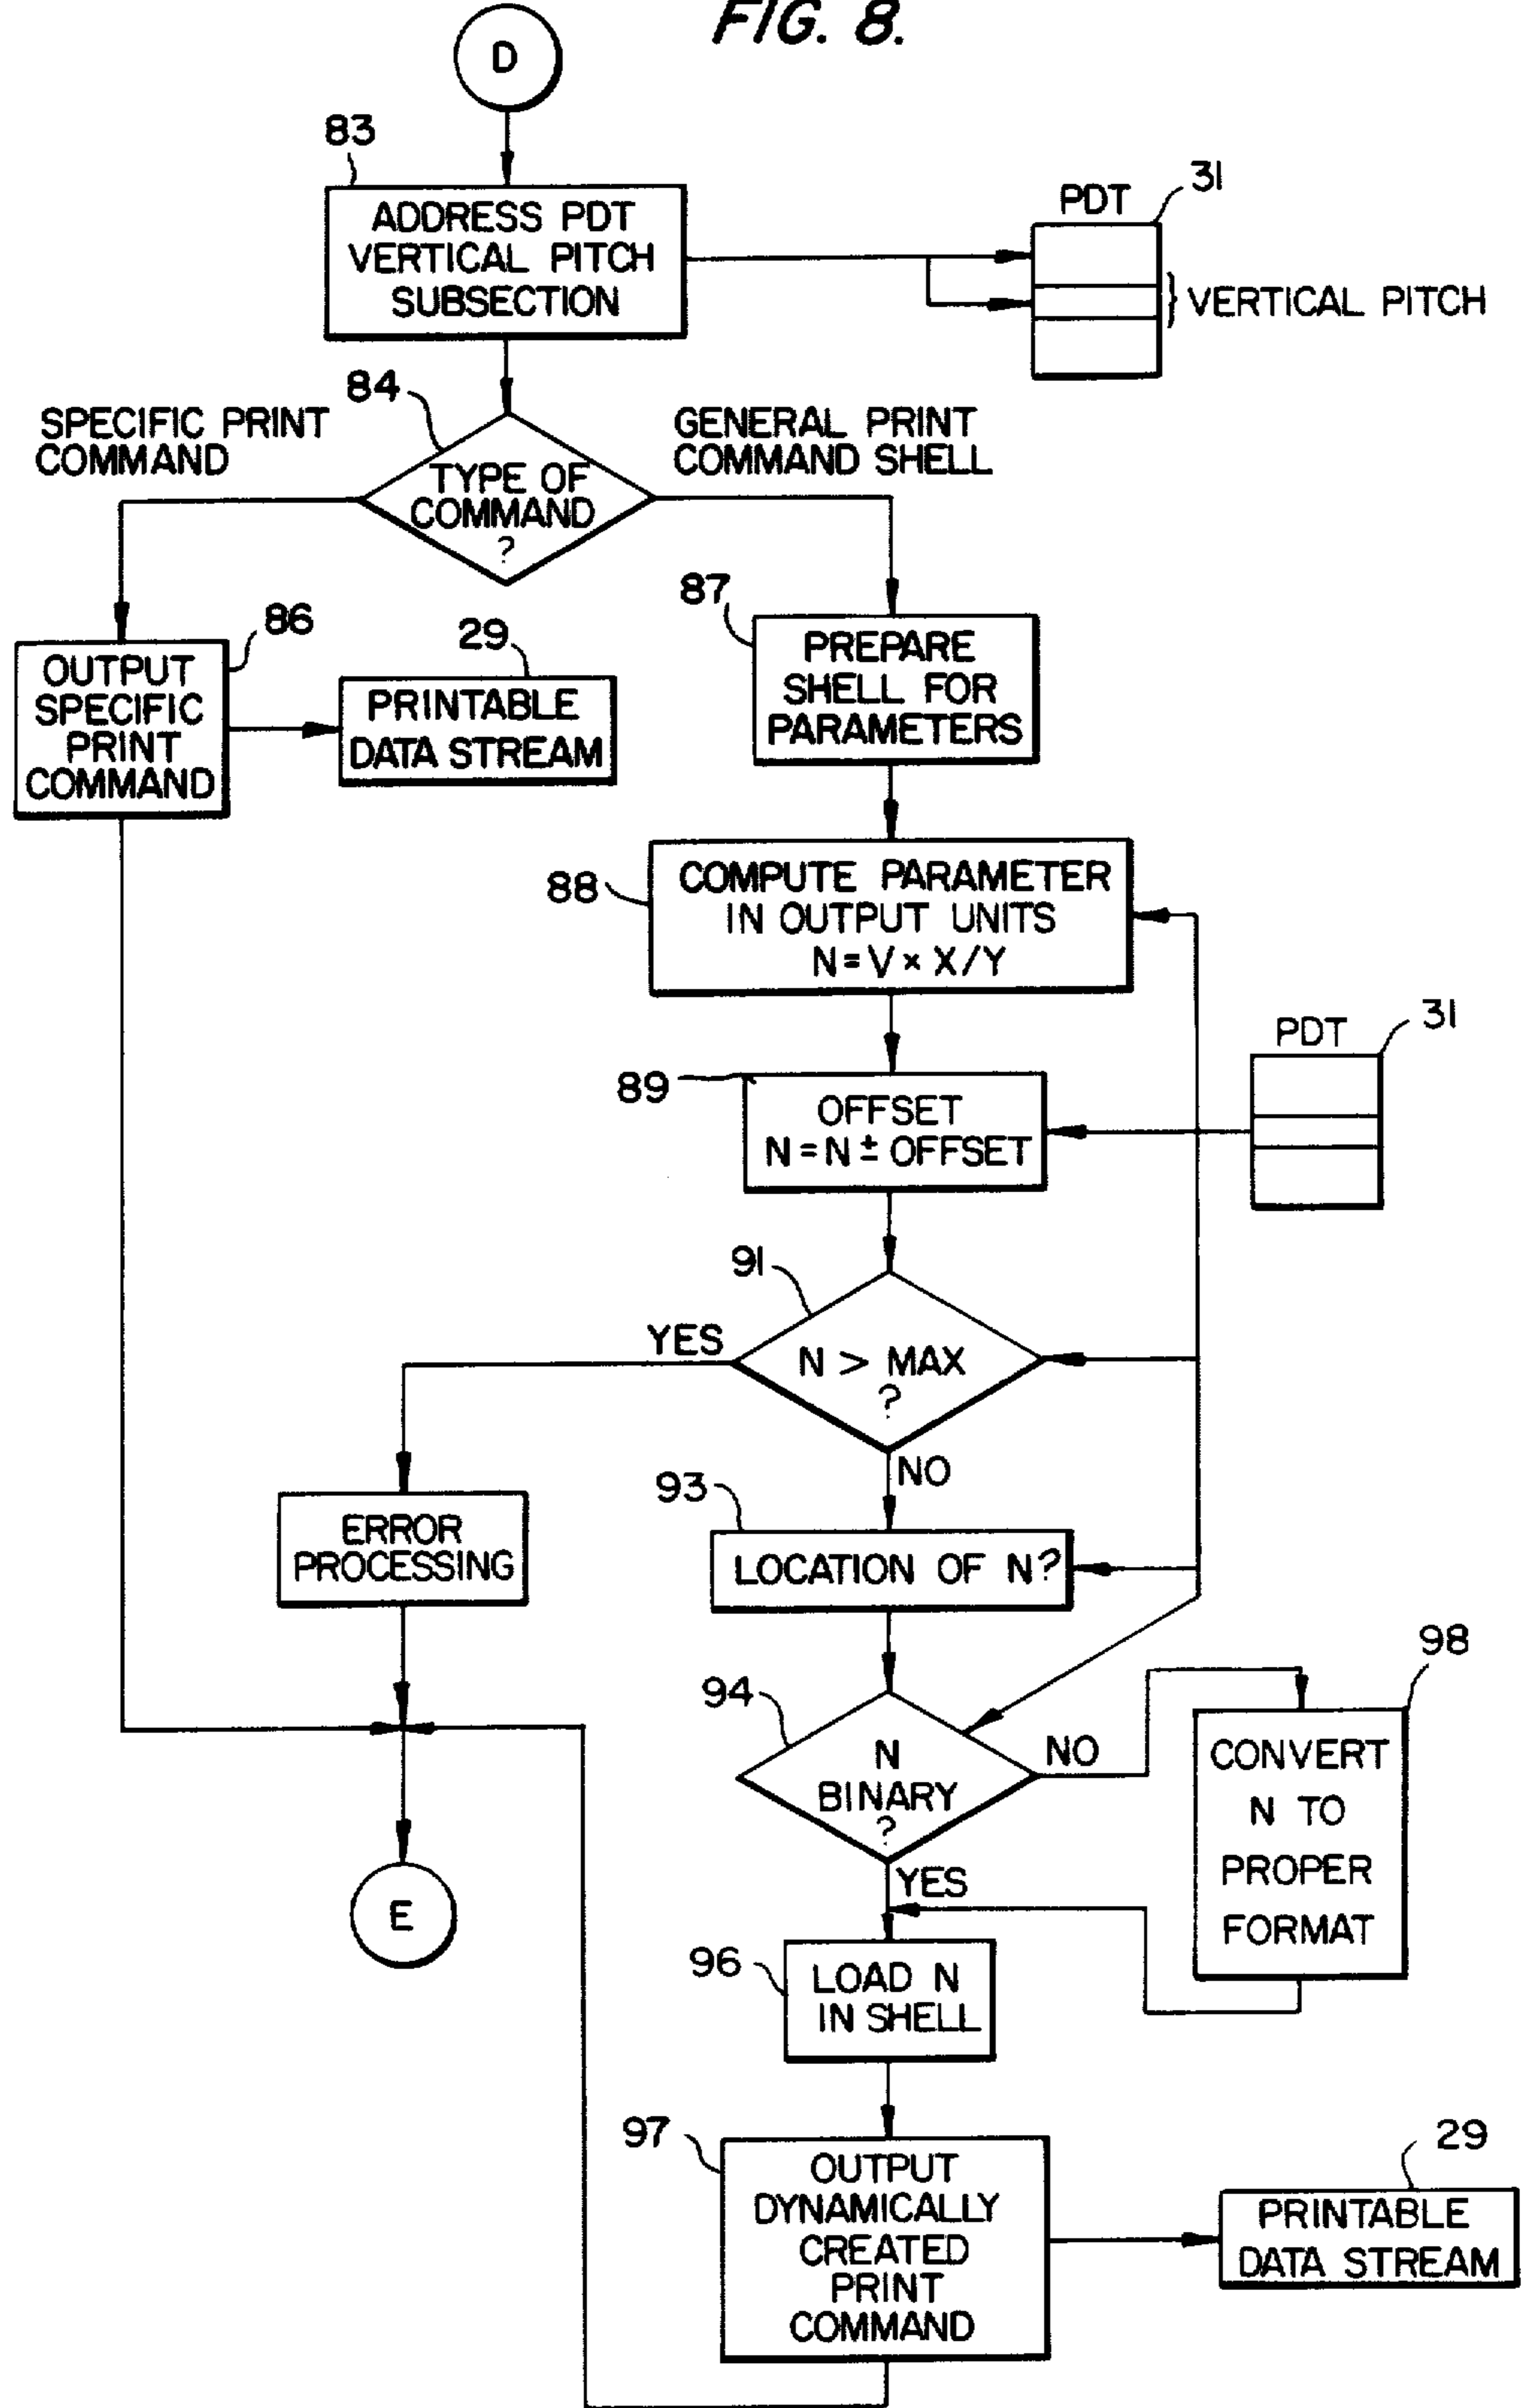 FIG. 8.
D
83
ADDRESS PDT
VERTICAL PITCH
SUBSECTION
PDT
31
VERTICAL PITCH
84
SPECIFIC PRINT
COMMAND
GENERAL PRINT
COMMAND SHELL
TYPE OF
COMMAND
?
86
OUTPUT
SPECIFIC
PRINT
COMMAND
29
PRINTABLE
DATA STREAM
87
PREPARE
SHELL FOR
PARAMETERS
88
COMPUTE PARAMETER
IN OUTPUT UNITS
N = V × X/Y
PDT
31
89
OFFSET
N = N ± OFFSET
91
YES
N > MAX
?
NO
ERROR
PROCESSING
93
LOCATION OF N?
94
N
BINARY
?
NO
YES
98
CONVERT
N TO
PROPER
FORMAT
E
96
LOAD N
IN SHELL
97
OUTPUT
DYNAMICALLY
CREATED
PRINT
COMMAND
29
PRINTABLE
DATA STREAM